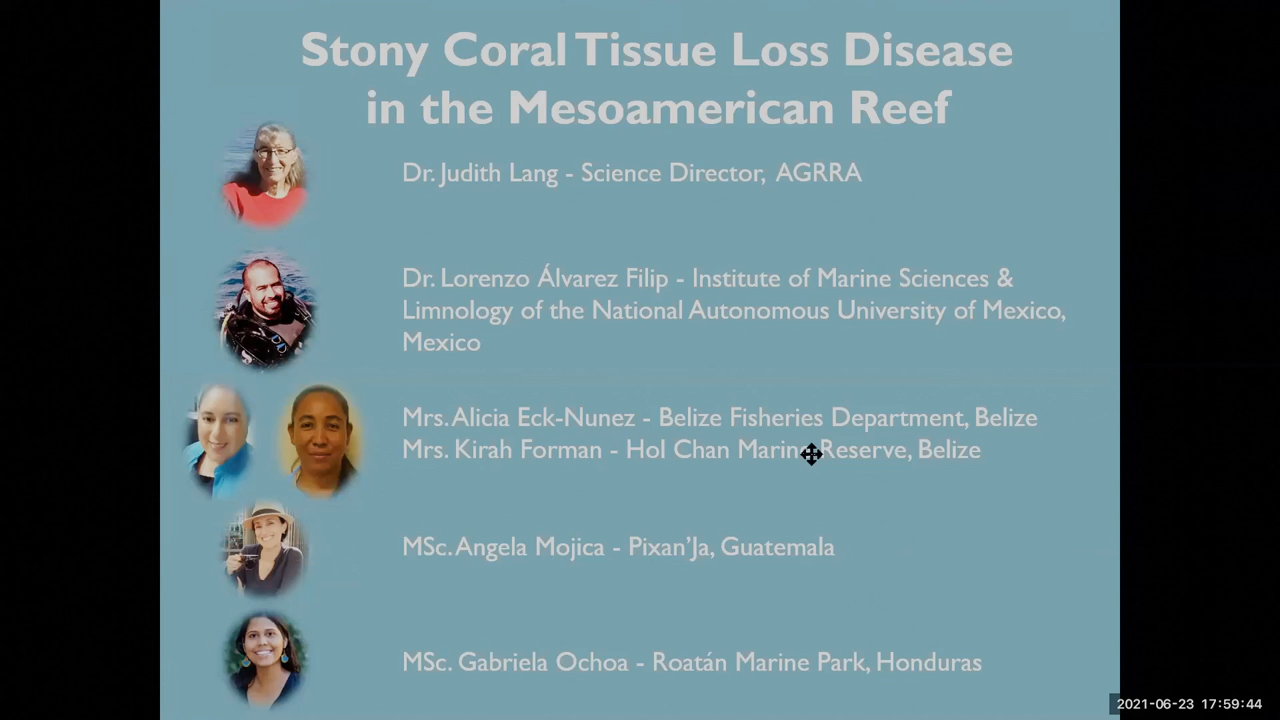 Stony Coral Tissue Loss Disease
in the Mesoamerican Reef
Dr. Judith Lang - Science Director, AGRRA
Dr. Lorenzo Álvarez Filip - Institute of Marine Sciences &
Limnology of the National Autonomous University of Mexico,
Mexico
Mrs. Alicia Eck-Nunez - Belize Fisheries Department, Belize
Mrs. Kirah Forman - Hol Chan Marine Reserve, Belize
MSc. Angela Mojica - Pixan'Ja, Guatemala
MSc. Gabriela Ochoa - Roatán Marine Park, Honduras
2021-06-23 17:59:44